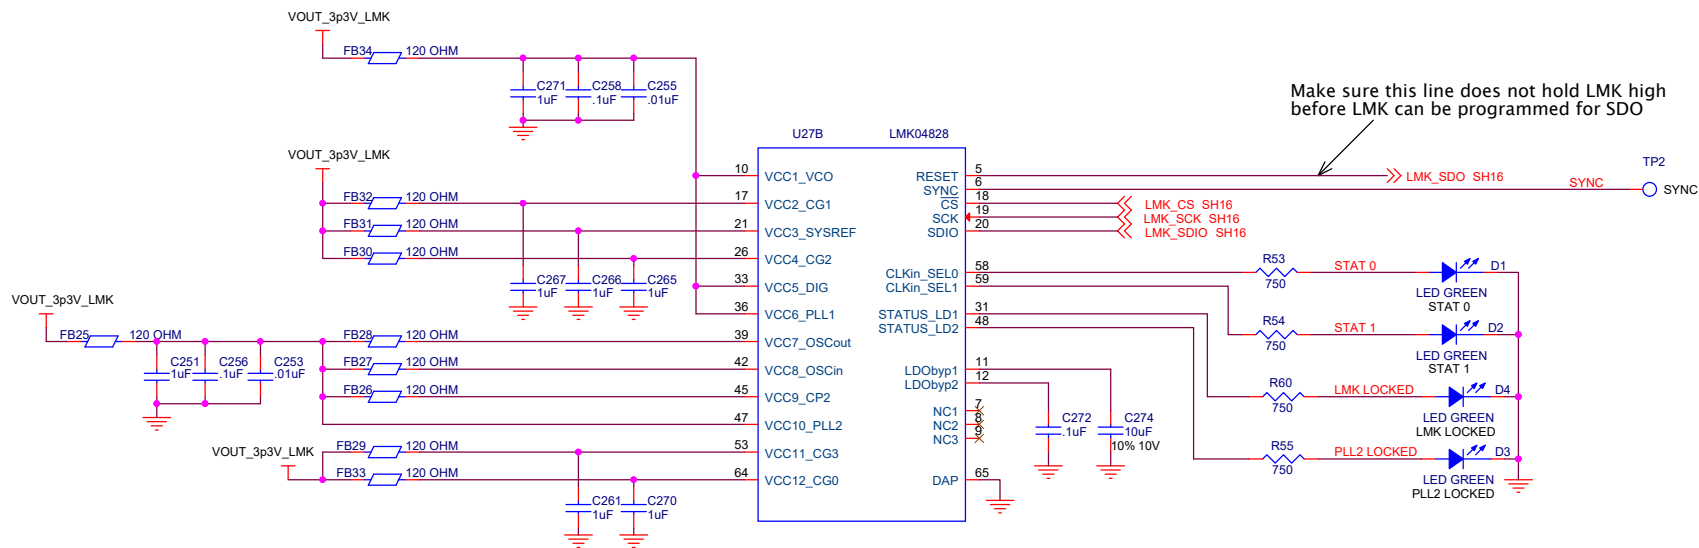 VOUT_3p3V_LMK
FB34 120 OHM
C271 1uF
C258 .1uF
C255 .01uF
Make sure this line does not hold LMK high
before LMK can be programmed for SDO
U27B LMK04828
VOUT_3p3V_LMK
FB32 120 OHM
FB31 120 OHM
FB30 120 OHM
C267 1uF
C266 1uF
C265 1uF
VOUT_3p3V_LMK
FB25 120 OHM
C251 1uF
C256 .1uF
C253 .01uF
FB28 120 OHM
FB27 120 OHM
FB26 120 OHM
VOUT_3p3V_LMK
FB29 120 OHM
FB33 120 OHM
C261 1uF
C270 1uF
10 VCC1_VCO
17 VCC2_CG1
21 VCC3_SYSREF
26 VCC4_CG2
33 VCC5_DIG
36 VCC6_PLL1
39 VCC7_OSCout
42 VCC8_OSCin
45 VCC9_CP2
47 VCC10_PLL2
53 VCC11_CG3
64 VCC12_CG0
RESET 5 LMK_SDO SH16
SYNC 6 SYNC TP2 SYNC
CS 18 LMK_CS SH16
SCK 19 LMK_SCK SH16
SDIO 20 LMK_SDIO SH16
CLKin_SEL0 58
CLKin_SEL1 59
STATUS_LD1 31
STATUS_LD2 48
LDObyp1 11
LDObyp2 12
NC1 7
NC2 8
NC3 9
DAP 65
C272 .1uF
C274 10uF
10% 10V
R53 750 STAT 0 D1
LED GREEN
STAT 0
R54 750 STAT 1 D2
LED GREEN
STAT 1
R60 750 LMK LOCKED D4
LED GREEN
LMK LOCKED
R55 750 PLL2 LOCKED D3
LED GREEN
PLL2 LOCKED